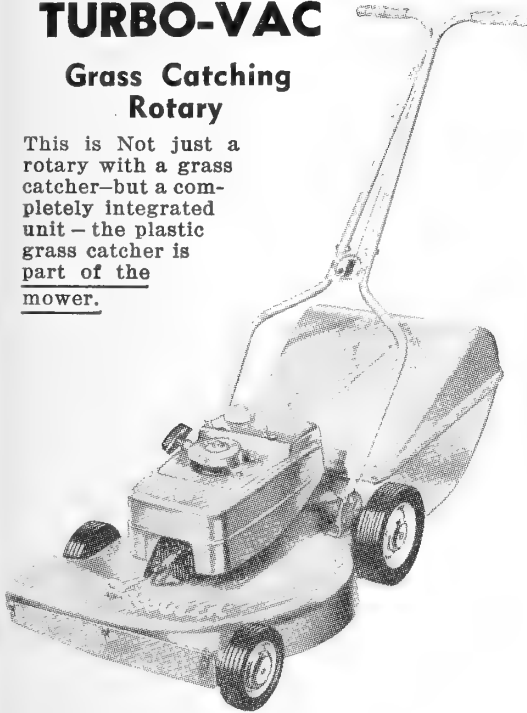 TURBO-VAC
Grass Catching
Rotary
This is Not just a
rotary with a grass
catcher—but a com-
pletely integrated
unit — the plastic
grass catcher is
part of the
mower.